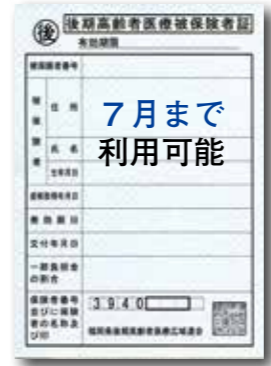 後 後期高齢者医療被保険者証
有効期限
被保険者番号
被保険者
住所
氏名
生年月日
資格取得年月日
発効期日
交付年月日
一部負担金
の割合
保険者番号
並びに保険
者の名称及
び印
3940
福岡県後期高齢者医療広域連合
7月まで
利用可能